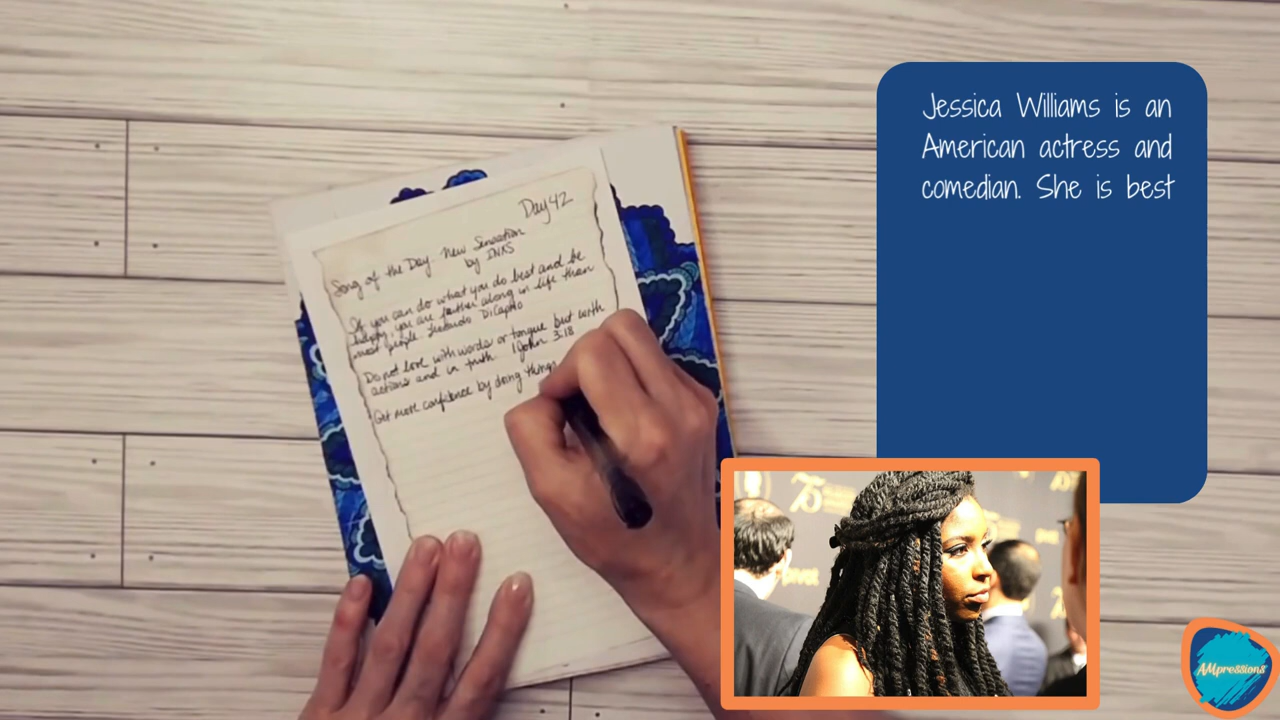 Day 42
Song of the Day New Sensation
by INXS
If you can do what you do best and be
happy, you are further along in life than
most people Leonardo DiCaprio
Do not love with words or tongue but with
actions and in truth. 1 John 3:18
Get more confidence by doing things
Jessica Williams is an
American actress and
comedian. She is best
75
75
AMpressions